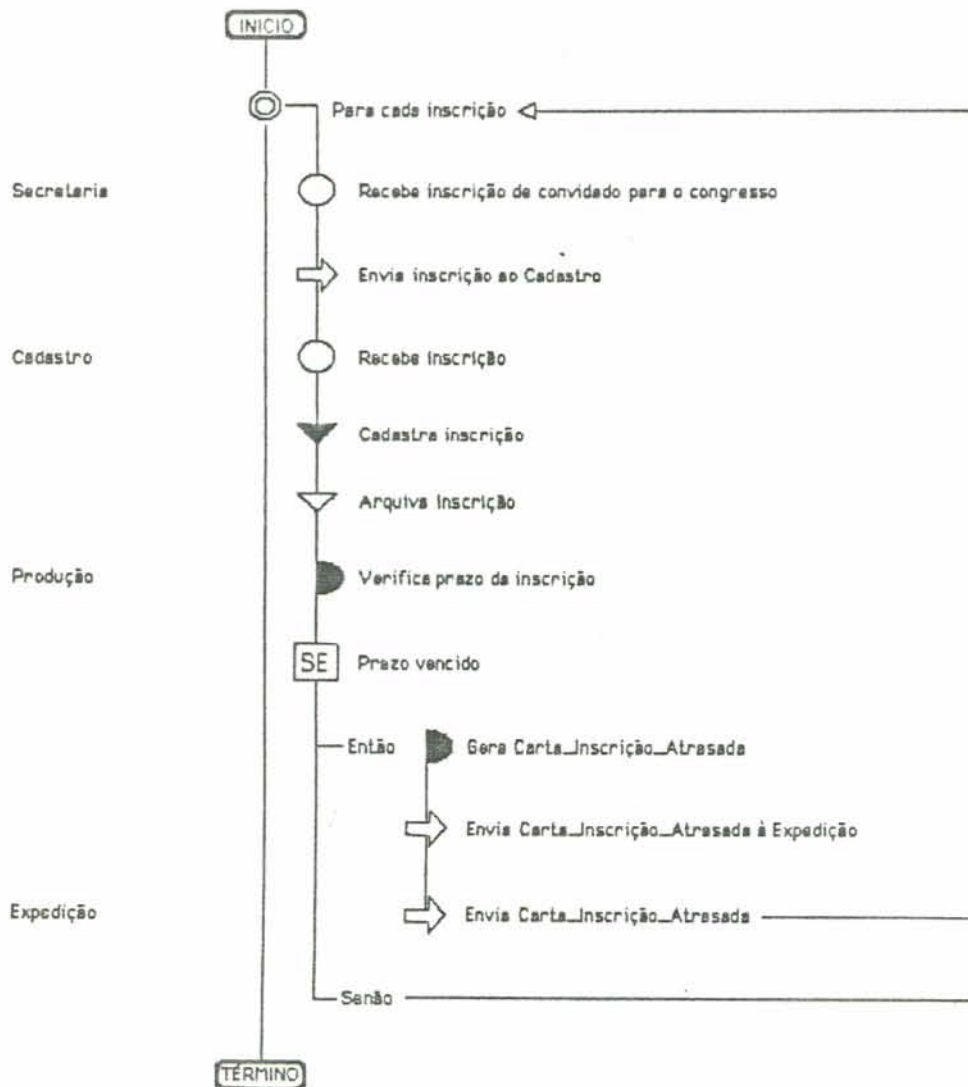 INICIO
Para cada inscrição
Secretaria
Recebe inscrição de convidado para o congresso
Envia inscrição ao Cadastro
Cadastro
Recebe inscrição
Cadastra inscrição
Arquiva inscrição
Produção
Verifica prazo da inscrição
SE Prazo vencido
Então Gera Carta_Inscrição_Atrasada
Envia Carta_Inscrição_Atrasada à Expedição
Expedição
Envia Carta_Inscrição_Atrasada
Senão
TÉRMINO